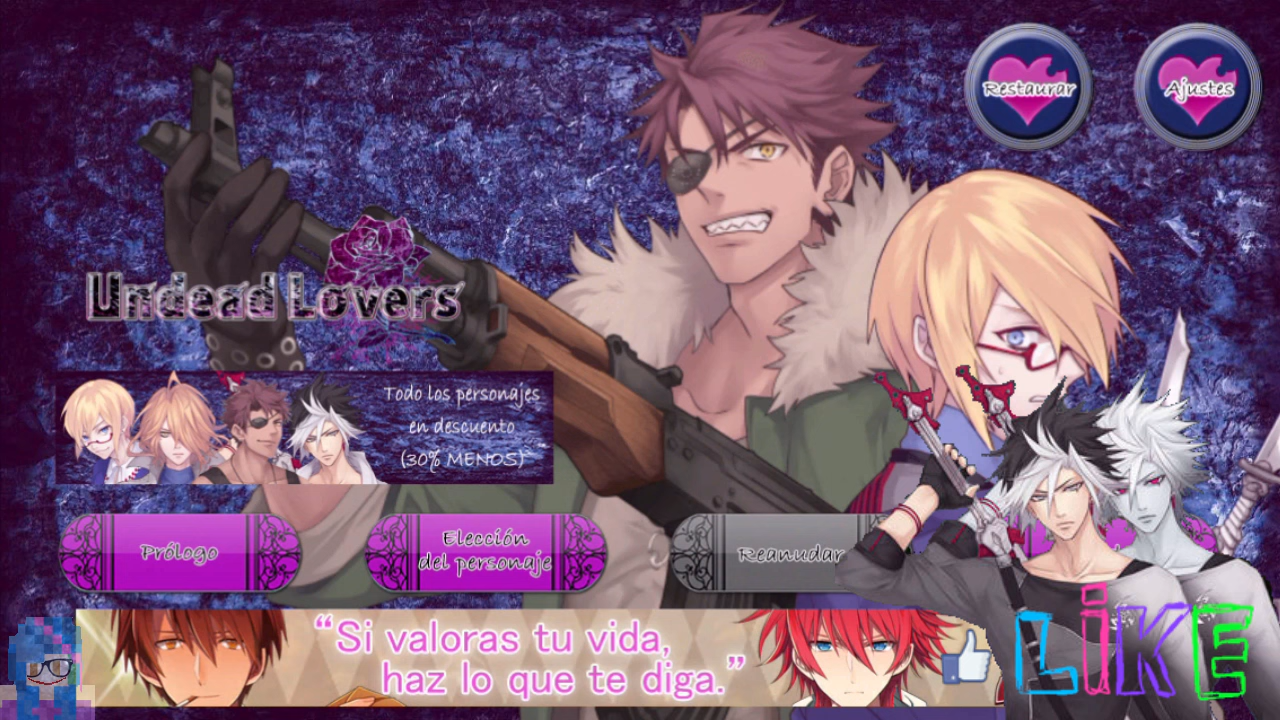 Restaurar
Ajustes
Undead Lovers
Todo los personajes
en descuento
(30% MENOS)
Prólogo
Elección
del personaje
Reanudar
“Si valoras tu vida,
haz lo que te diga.”
LiKE